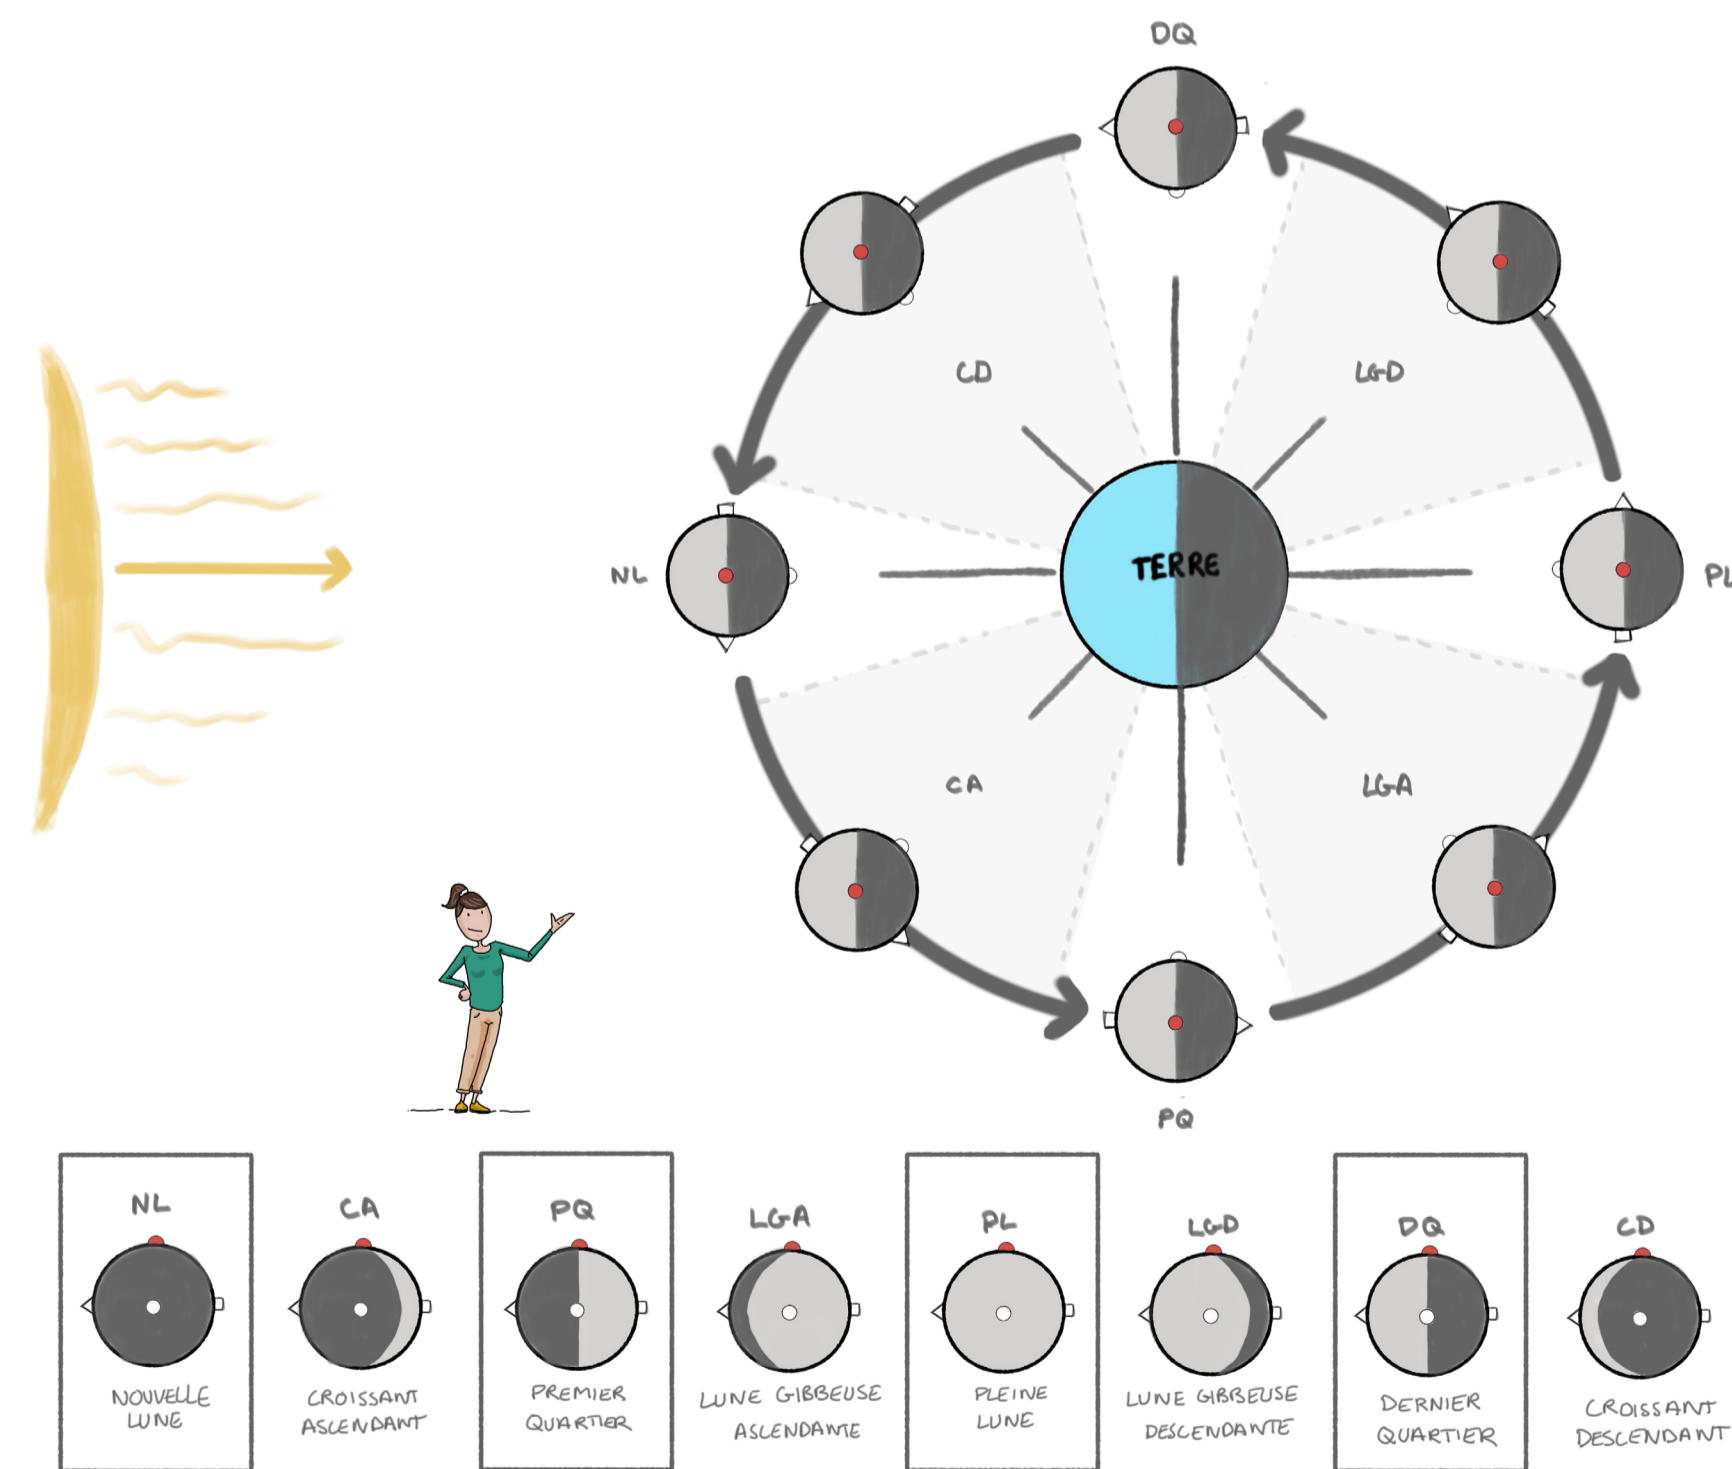 DQ
CD
LGD
TERRE
NL
PL
CA
LGA
PQ
NL
CA
PQ
LGA
PL
LGD
DQ
CD
NOUVELLE
LUNE
CROISSANT
ASCENDANT
PREMIER
QUARTIER
LUNE GIBBEUSE
ASCENDANTE
PLEINE
LUNE
LUNE GIBBEUSE
DESCENDANTE
DERNIER
QUARTIER
CROISSANT
DESCENDANT